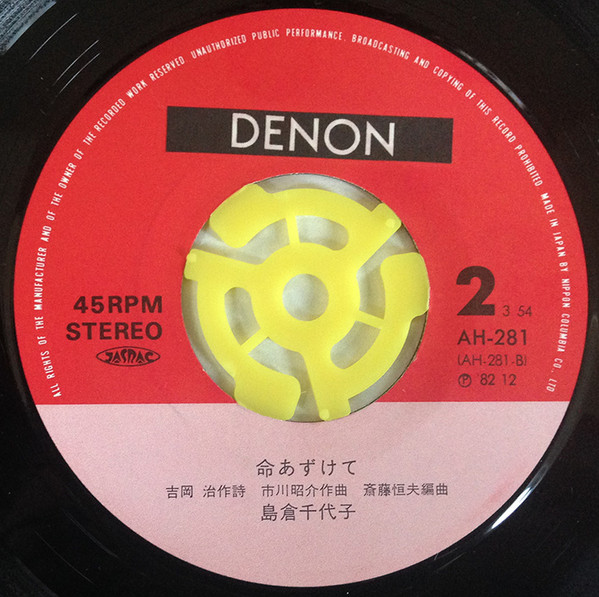 ALL RIGHTS OF THE MANUFACTURER AND OF THE OWNER OF THE RECORDED WORK RESERVED UNAUTHORIZED PUBLIC PERFORMANCE, BROADCASTING AND COPYING OF THIS RECORD PROHIBITED. MADE IN JAPAN BY NIPPON COLUMBIA CO., LTD
DENON
45RPM
STEREO
JASRAC
2 3.54
AH-281
(AH-281-B)
Ⓟ '82 12
命あずけて
吉岡 治作詩 市川昭介作曲 斎藤恒夫編曲
島倉千代子